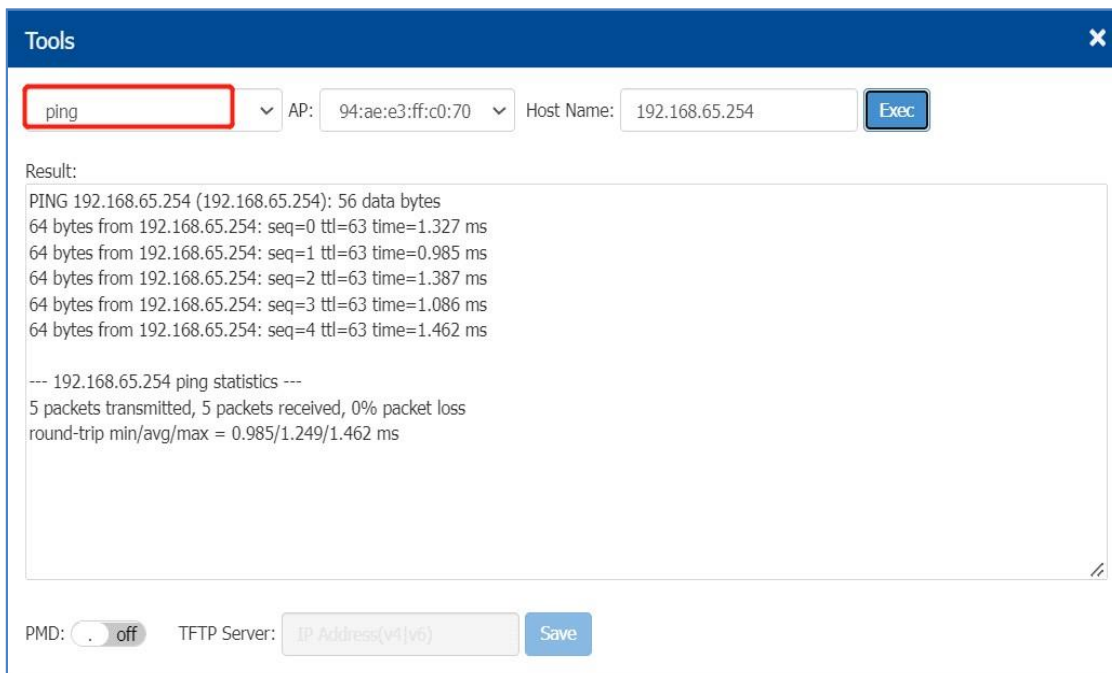 Tools
ping AP: 94:ae:e3:ff:c0:70 Host Name: 192.168.65.254 Exec
Result:
PING 192.168.65.254 (192.168.65.254): 56 data bytes
64 bytes from 192.168.65.254: seq=0 ttl=63 time=1.327 ms
64 bytes from 192.168.65.254: seq=1 ttl=63 time=0.985 ms
64 bytes from 192.168.65.254: seq=2 ttl=63 time=1.387 ms
64 bytes from 192.168.65.254: seq=3 ttl=63 time=1.086 ms
64 bytes from 192.168.65.254: seq=4 ttl=63 time=1.462 ms
--- 192.168.65.254 ping statistics ---
5 packets transmitted, 5 packets received, 0% packet loss
round-trip min/avg/max = 0.985/1.249/1.462 ms
PMD: . off TFTP Server: IP Address(v4|v6) Save